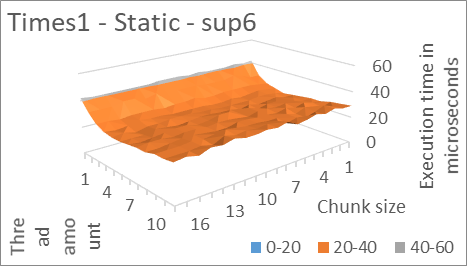 Times1 - Static - sup6
60
40
20
0
Execution time in
microseconds
1
4
7
10
13
16
Chunk size
1
4
7
10
Thre
ad
amo
unt
0-20 20-40 40-60